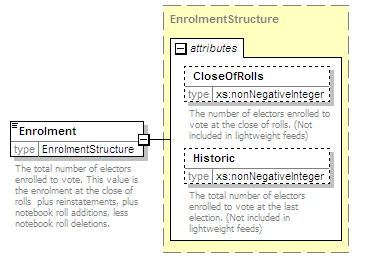 EnrolmentStructure
attributes
CloseOfRolls
type xs:nonNegativeInteger
The number of electors enrolled to
vote at the close of rolls. (Not
included in lightweight feeds)
Enrolment
type EnrolmentStructure
The total number of electors
enrolled to vote. This value is
the enrolment at the close of
rolls plus reinstatements, plus
notebook roll additions, less
notebook roll deletions.
Historic
type xs:nonNegativeInteger
The total number of electors
enrolled to vote at the last
election. (Not included in
lightweight feeds)